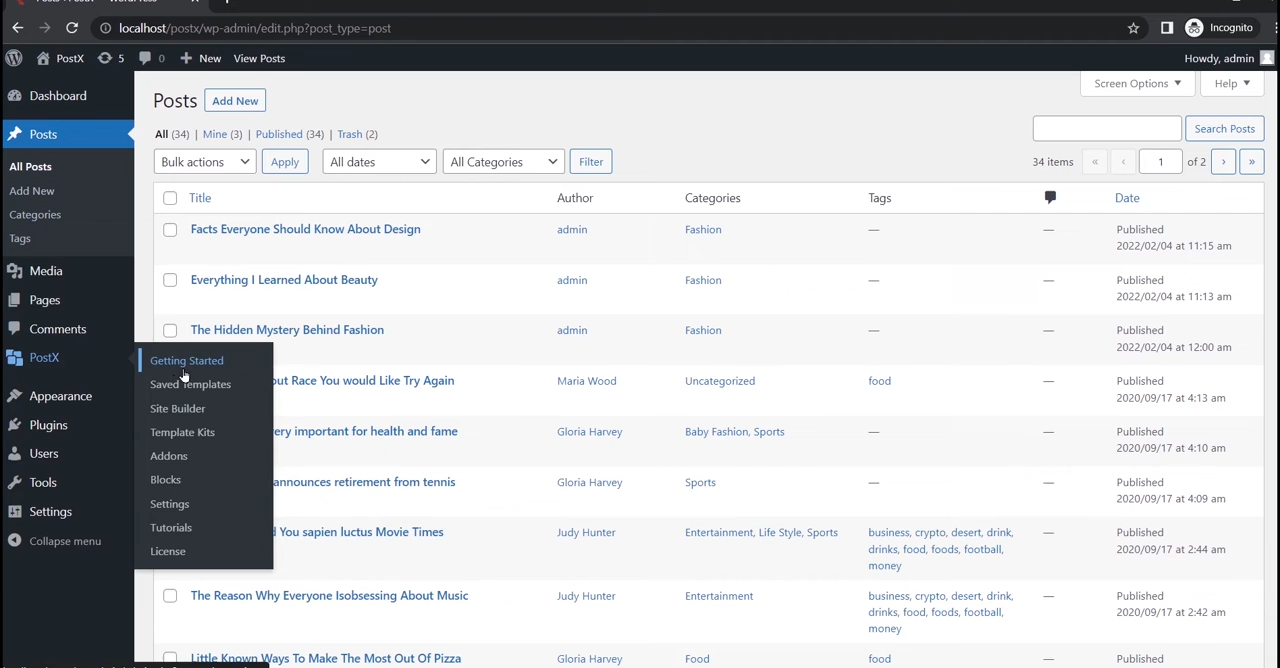 localhost/postx/wp-admin/edit.php?post_type=post
Incognito
PostX
5
0
New
View Posts
Howdy, admin
Dashboard
Posts
All Posts
Add New
Categories
Tags
Media
Pages
Comments
PostX
Appearance
Plugins
Users
Tools
Settings
Collapse menu
Getting Started
Saved Templates
Site Builder
Template Kits
Addons
Blocks
Settings
Tutorials
License
Posts
Add New
Screen Options
Help
All (34) | Mine (3) | Published (34) | Trash (2)
Search Posts
Bulk actions
Apply
All dates
All Categories
Filter
34 items « ‹ 1 of 2 › »
Title Author Categories Tags Date
Facts Everyone Should Know About Design admin Fashion — — Published
2022/02/04 at 11:15 am
Everything I Learned About Beauty admin Fashion — — Published
2022/02/04 at 11:13 am
The Hidden Mystery Behind Fashion admin Fashion — — Published
2022/02/04 at 12:00 am
out Race You would Like Try Again Maria Wood Uncategorized food — Published
2020/09/17 at 4:13 am
ery important for health and fame Gloria Harvey Baby Fashion, Sports — — Published
2020/09/17 at 4:10 am
announces retirement from tennis Gloria Harvey Sports — — Published
2020/09/17 at 4:09 am
d You sapien luctus Movie Times Judy Hunter Entertainment, Life Style, Sports business, crypto, desert, drink, — Published
drinks, food, foods, football, 2020/09/17 at 2:44 am
money
The Reason Why Everyone Isobsessing About Music Judy Hunter Entertainment business, crypto, desert, drink, — Published
drinks, food, foods, football, 2020/09/17 at 2:42 am
money
Little Known Ways To Make The Most Out Of Pizza Gloria Harvey Food food — Published